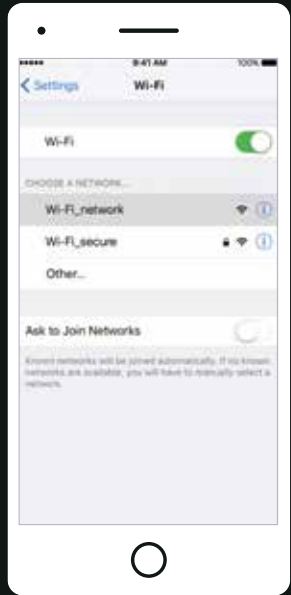 9:41 AM 100%
Settings Wi-Fi
Wi-Fi
CHOOSE A NETWORK...
Wi-Fi_network
Wi-Fi_secure
Other...
Ask to Join Networks
Known networks will be joined automatically. If no known
networks are available, you will have to manually select a
network.